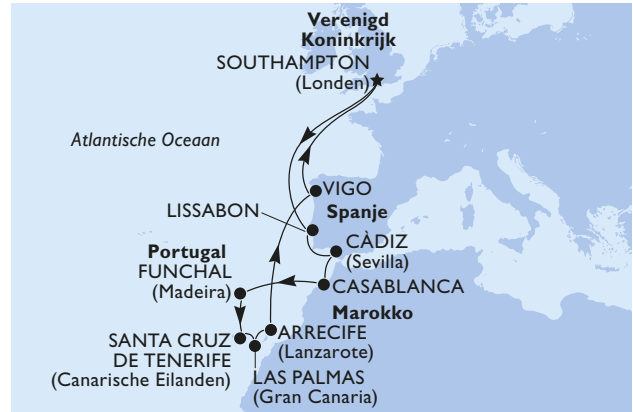 Verenigd
Koninkrijk
SOUTHAMPTON
(Londen)
Atlantische Oceaan
VIGO
LISSABON
Spanje
CÀDIZ
(Sevilla)
Portugal
FUNCHAL
(Madeira)
CASABLANCA
Marokko
SANTA CRUZ
DE TENERIFE
(Canarische Eilanden)
ARRECIFE
(Lanzarote)
LAS PALMAS
(Gran Canaria)